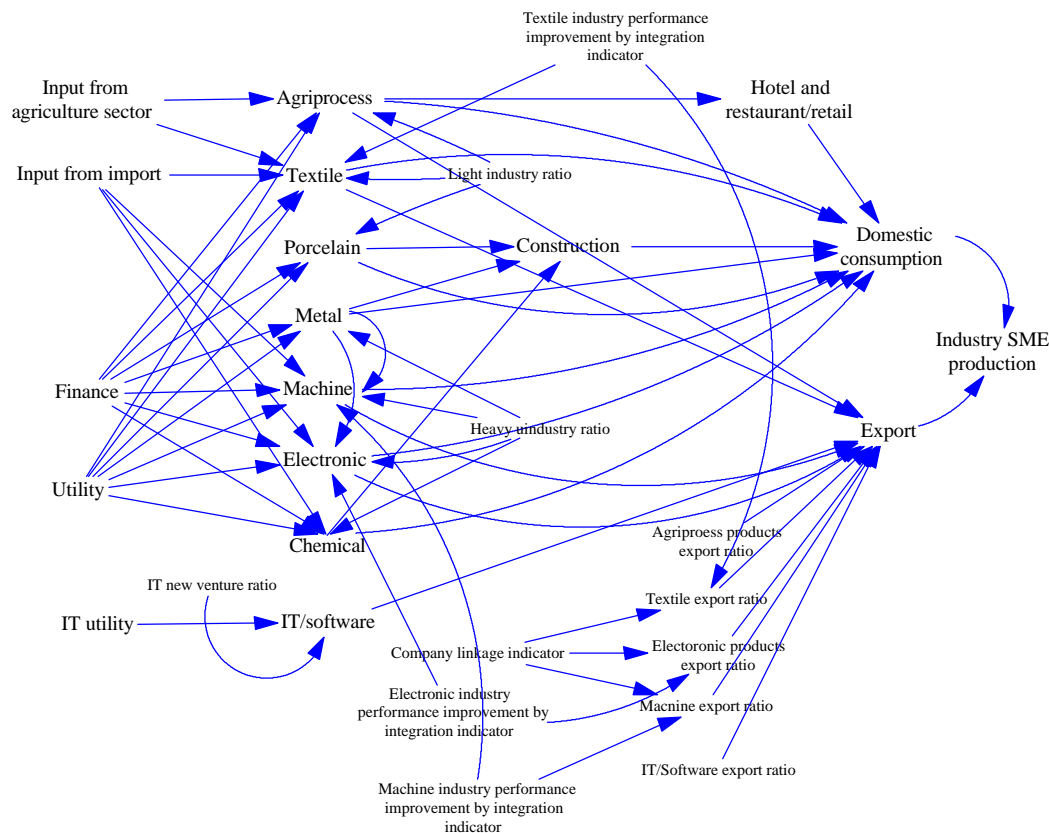 Textile industry performance
improvement by integration
indicator
Input from
agriculture sector
Agriprocess
Hotel and
restaurant/retail
Input from import
Textile
Light industry ratio
Porcelain
Construction
Domestic
consumption
Metal
Industry SME
production
Finance
Machine
Heavy uindustry ratio
Export
Electronic
Utility
Chemical
Agriproess products
export ratio
IT new venture ratio
Textile export ratio
IT utility
IT/software
Company linkage indicator
Electoronic products
export ratio
Electronic industry
performance improvement by
integration indicator
Macnine export ratio
IT/Software export ratio
Machine industry performance
improvement by integration
indicator